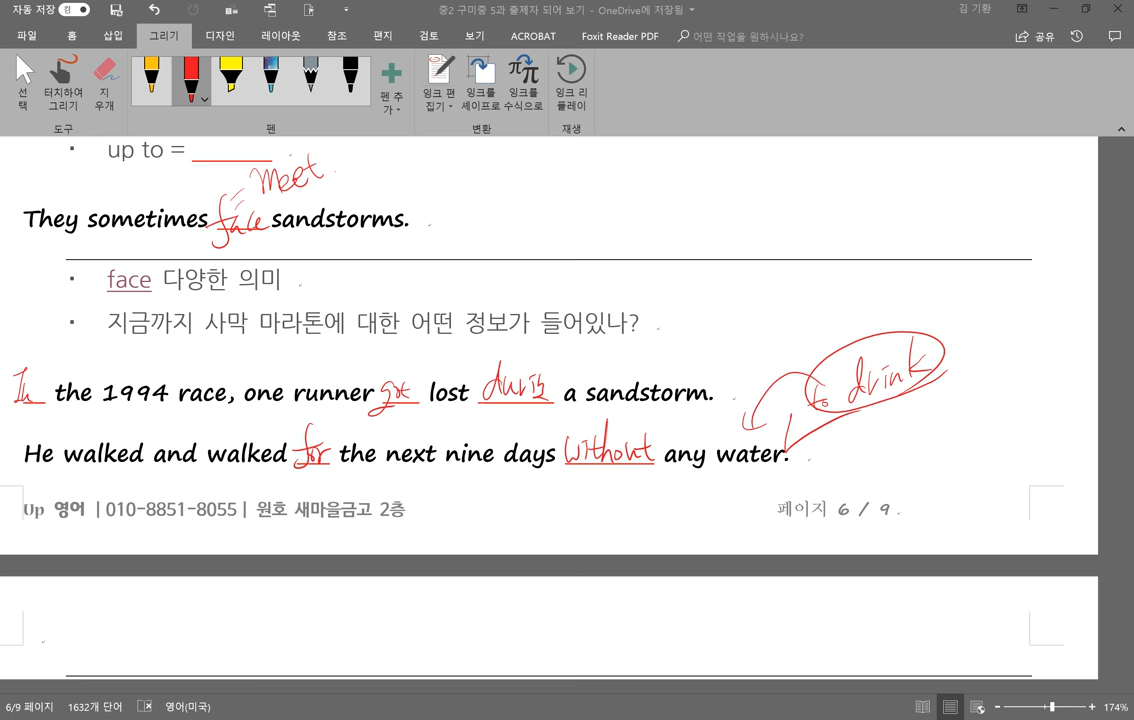 자동 저장 컴
중2 구미중 5과 출제자 되어 보기 - OneDrive에 저장됨
김 기환
파일 홈 삽입 그리기 디자인 레이아웃 참조 편지 검토 보기 ACROBAT Foxit Reader PDF 어떤 작업을 원하시나요? 공유
선택 터치하여 그리기 지우개 펜 추가 잉크 편집기 잉크를 셰이프로 잉크를 수식으로 잉크 리플레이
도구 펜 변환 재생
· up to =
meet
They sometimes face sandstorms.
· face 다양한 의미
· 지금까지 사막 마라톤에 대한 어떤 정보가 들어있나?
to drink
In the 1994 race, one runner got lost during a sandstorm.
He walked and walked for the next nine days without any water.
Up 영어 | 010-8851-8055 | 원호 새마을금고 2층
페이지 6 / 9
6/9 페이지 1632개 단어 영어(미국) 174%